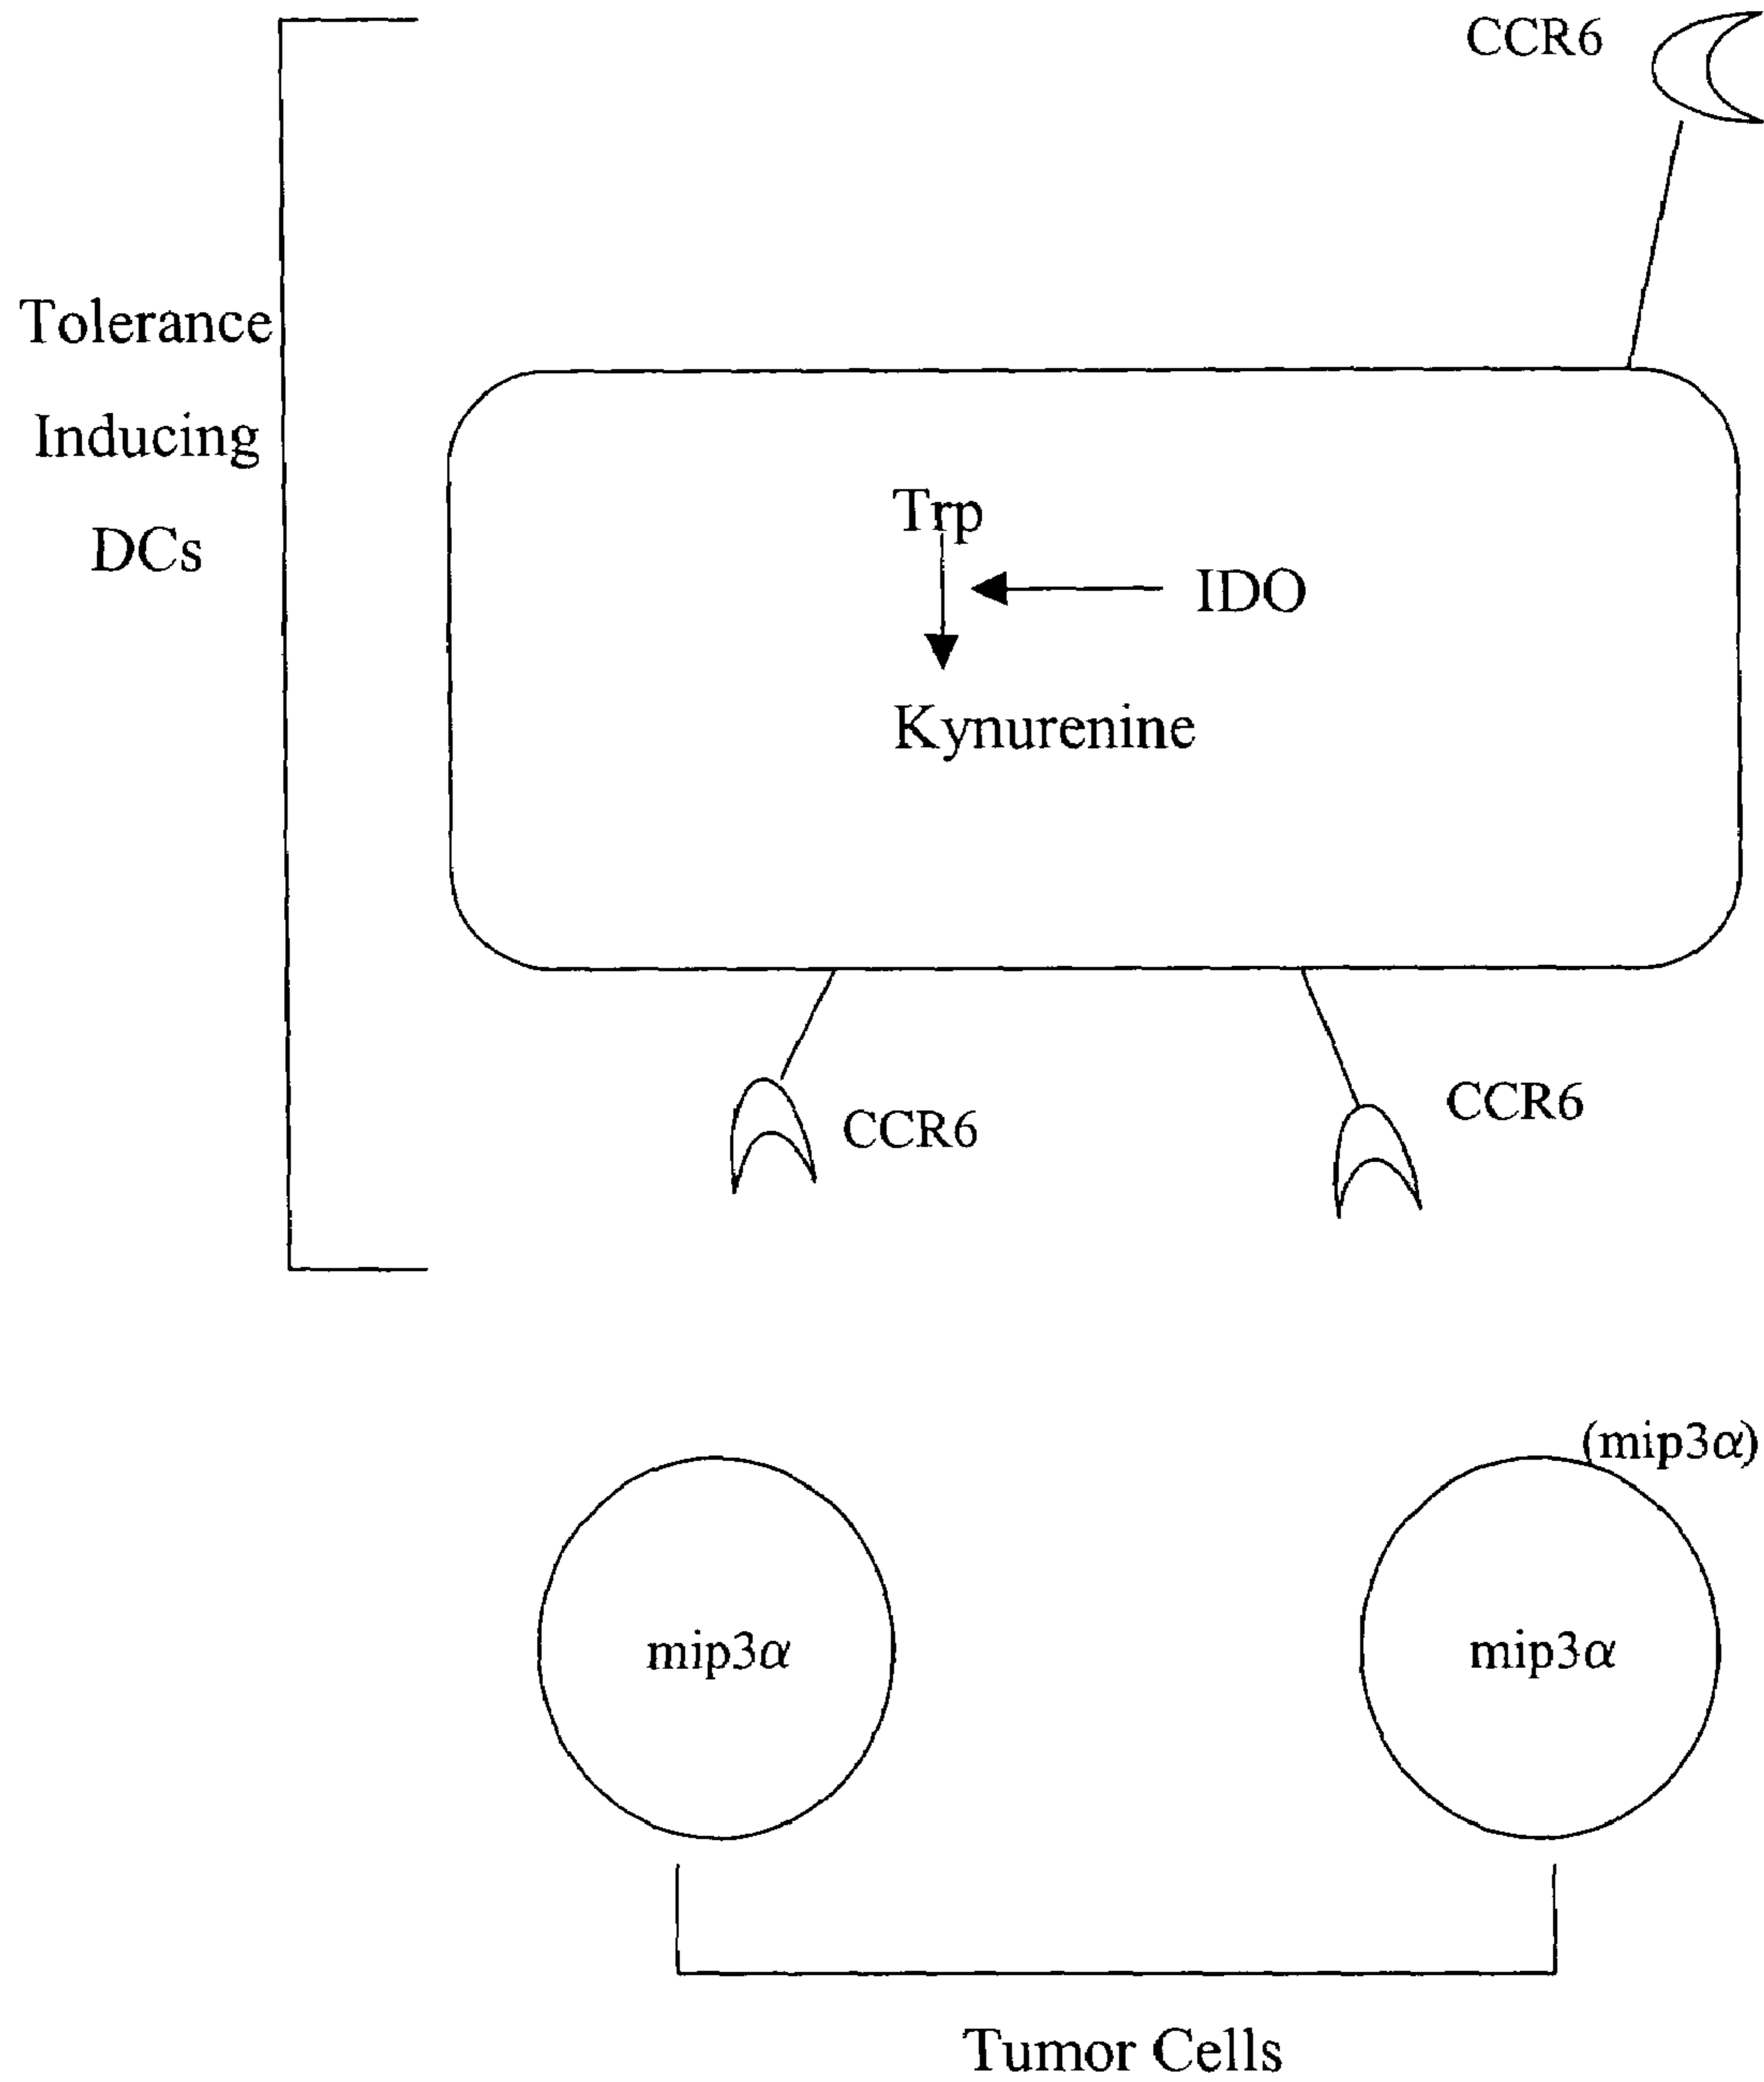 CCR6
Tolerance
Inducing
DCs
Trp
IDO
Kynurenine
CCR6
CCR6
(mip3α)
mip3α
mip3α
Tumor Cells